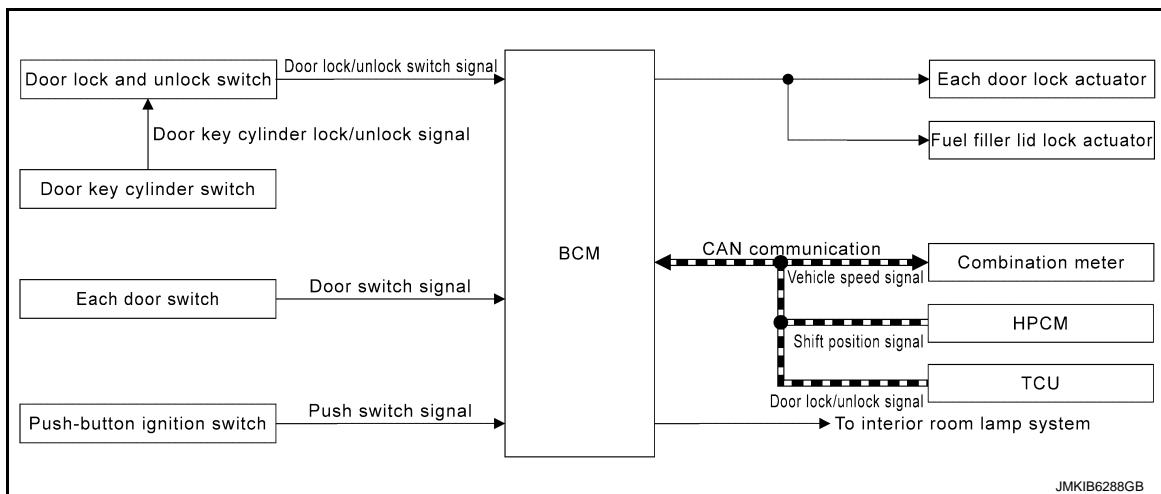 Door lock and unlock switch
Door lock/unlock switch signal
Each door lock actuator
Door key cylinder lock/unlock signal
Fuel filler lid lock actuator
Door key cylinder switch
BCM
CAN communication
Vehicle speed signal
Combination meter
Each door switch
Door switch signal
Shift position signal
HPCM
Door lock/unlock signal
TCU
Push-button ignition switch
Push switch signal
To interior room lamp system
JMKIB6288GB